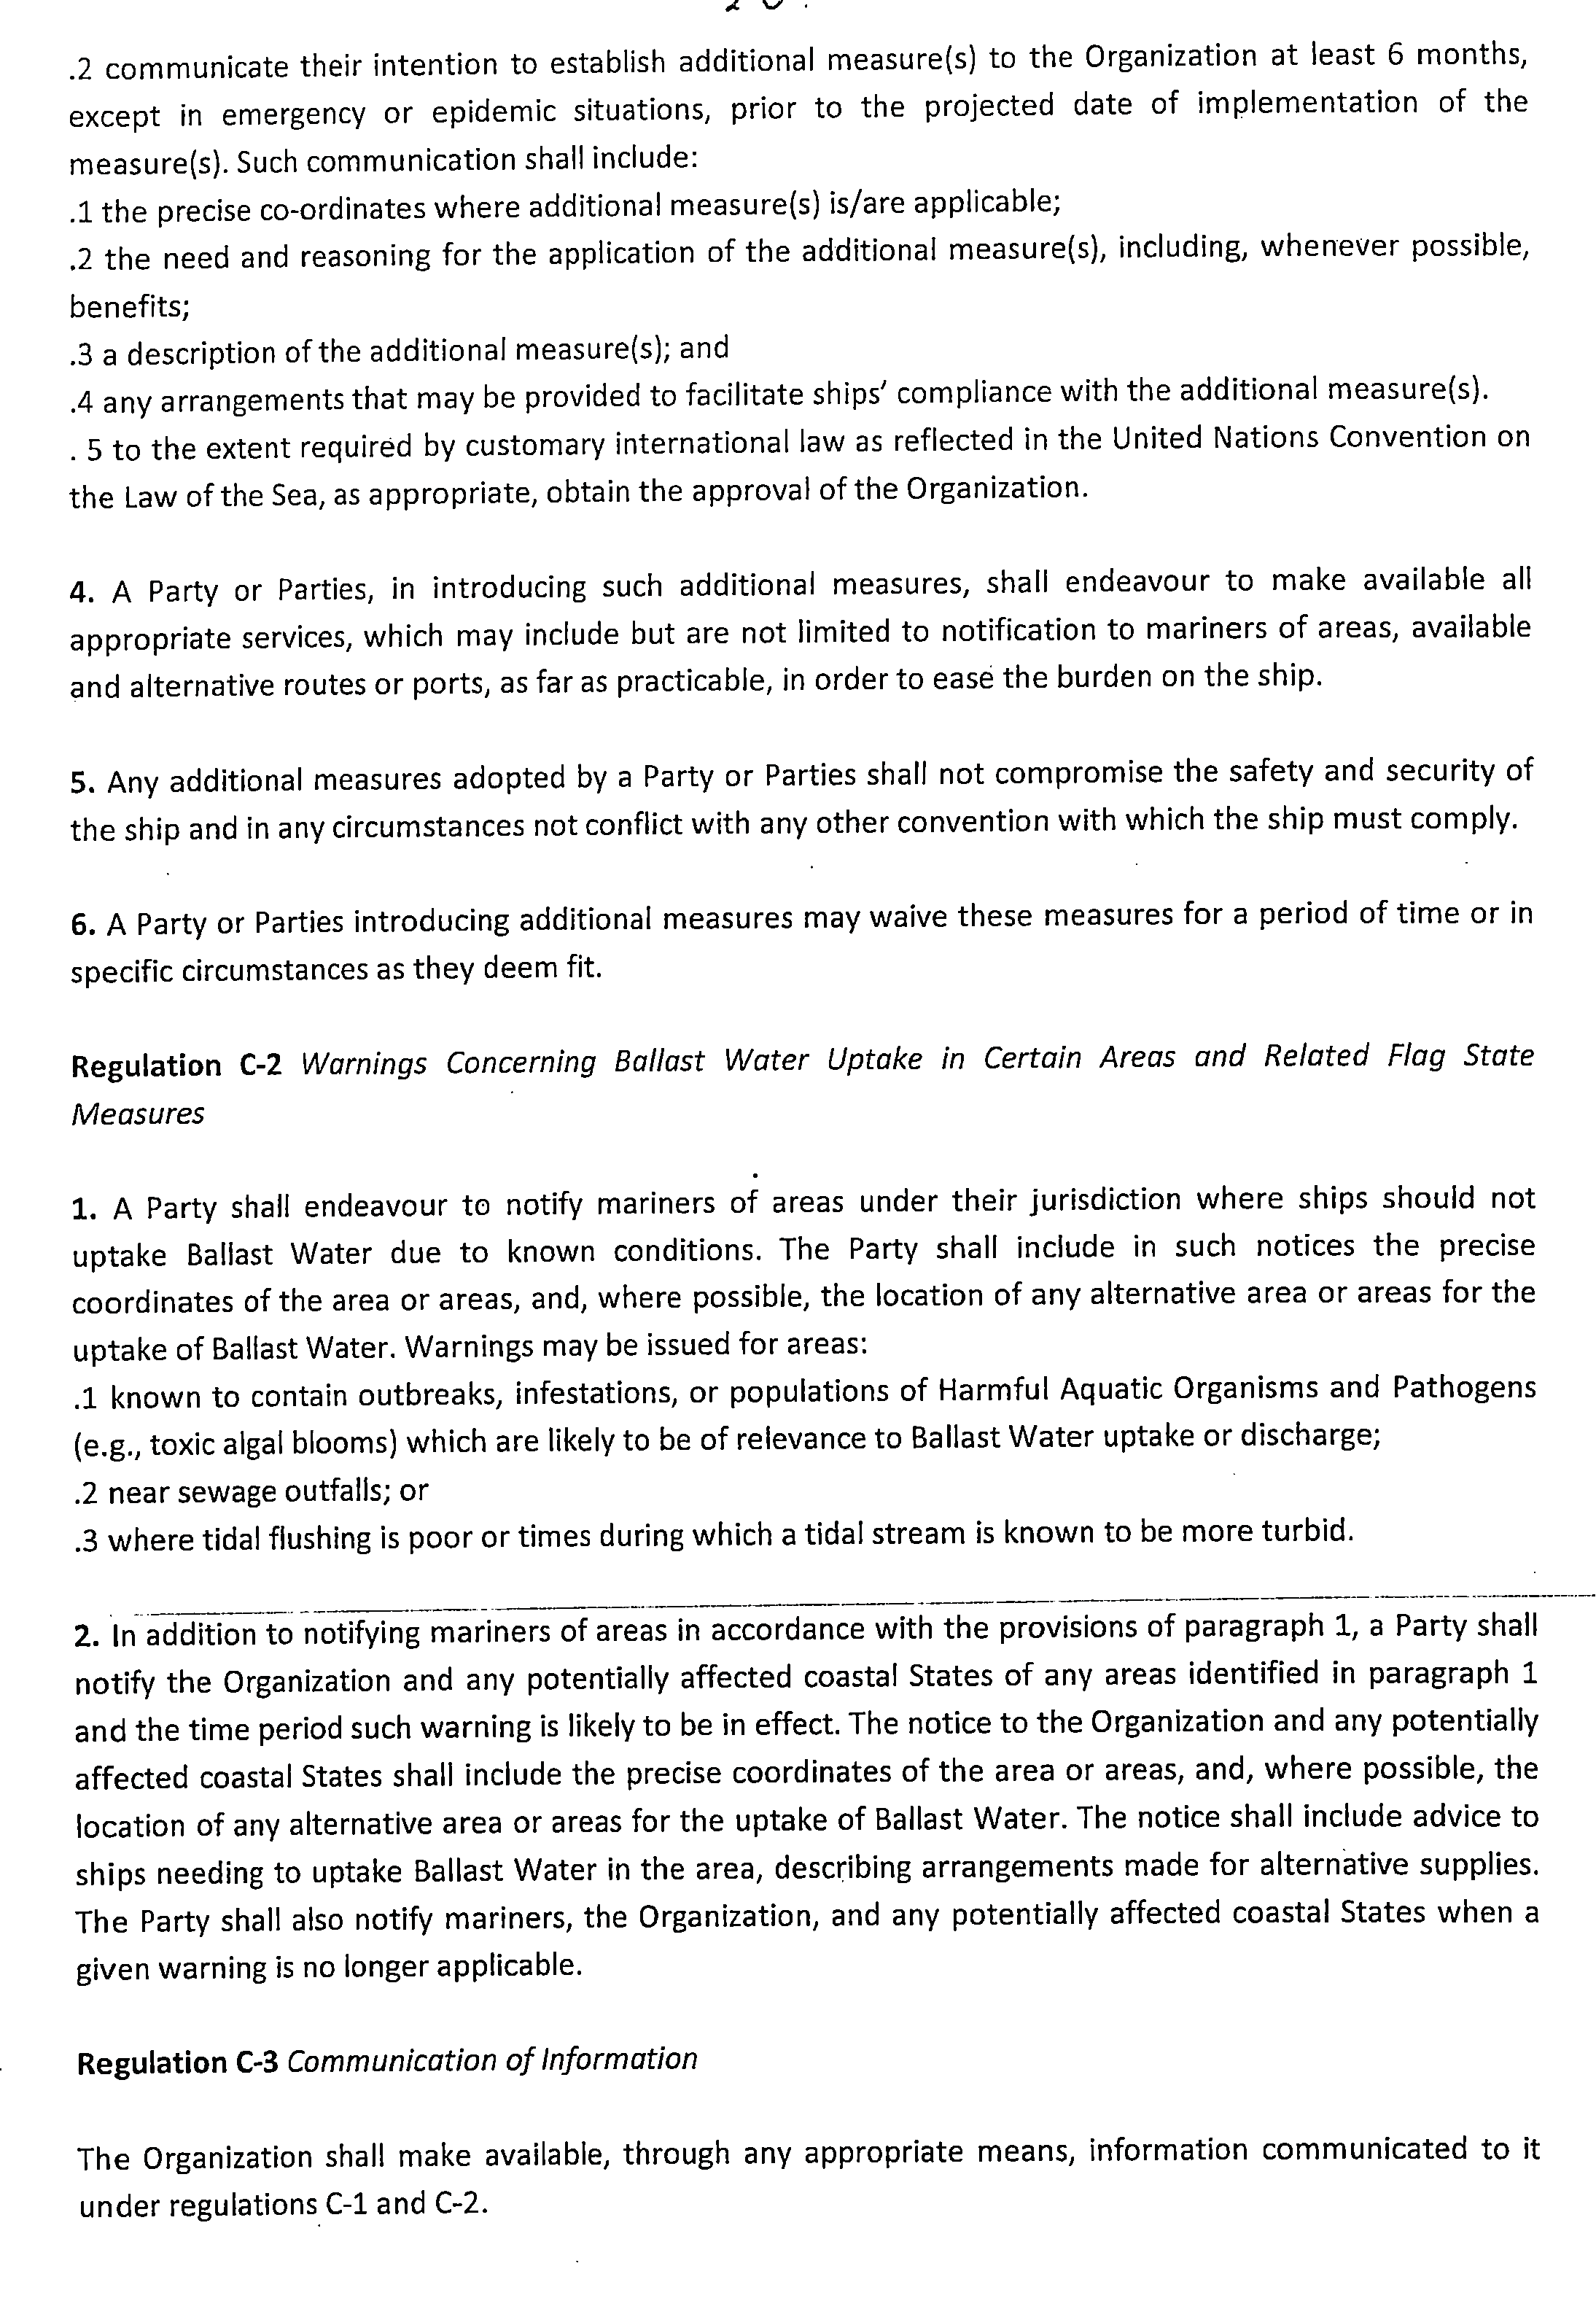 .2 communicate their intention to establish additional measure(s) to the Organization at least 6 months,
except in emergency or epidemic situations, prior to the projected date of implementation of the
measure(s). Such communication shall include:
.1 the precise co-ordinates where additional measure(s) is/are applicable;
.2 the need and reasoning for the application of the additional measure(s), including, whenever possible,
benefits;
.3 a description of the additional measure(s); and
.4 any arrangements that may be provided to facilitate ships’ compliance with the additional measure(s).
. 5 to the extent required by customary international law as reflected in the United Nations Convention on
the Law of the Sea, as appropriate, obtain the approval of the Organization.
4. A Party or Parties, in introducing such additional measures, shall endeavour to make available all
appropriate services, which may include but are not limited to notification to mariners of areas, available
and alternative routes or ports, as far as practicable, in order to ease the burden on the ship.
5. Any additional measures adopted by a Party or Parties shall not compromise the safety and security of
the ship and in any circumstances not conflict with any other convention with which the ship must comply.
6. A Party or Parties introducing additional measures may waive these measures for a period of time or in
specific circumstances as they deem fit.
Regulation C-2 Warnings Concerning Ballast Water Uptake in Certain Areas and Related Flag State
Measures
1. A Party shall endeavour to notify mariners of areas under their jurisdiction where ships should not
uptake Ballast Water due to known conditions. The Party shall include in such notices the precise
coordinates of the area or areas, and, where possible, the location of any alternative area or areas for the
uptake of Ballast Water. Warnings may be issued for areas:
.1 known to contain outbreaks, infestations, or populations of Harmful Aquatic Organisms and Pathogens
(e.g., toxic algal blooms) which are likely to be of relevance to Ballast Water uptake or discharge;
.2 near sewage outfalls; or
.3 where tidal flushing is poor or times during which a tidal stream is known to be more turbid.
2. In addition to notifying mariners of areas in accordance with the provisions of paragraph 1, a Party shall
notify the Organization and any potentially affected coastal States of any areas identified in paragraph 1
and the time period such warning is likely to be in effect. The notice to the Organization and any potentially
affected coastal States shall include the precise coordinates of the area or areas, and, where possible, the
location of any alternative area or areas for the uptake of Ballast Water. The notice shall include advice to
ships needing to uptake Ballast Water in the area, describing arrangements made for alternative supplies.
The Party shall also notify mariners, the Organization, and any potentially affected coastal States when a
given warning is no longer applicable.
Regulation C-3 Communication of Information
The Organization shall make available, through any appropriate means, information communicated to it
under regulations C-1 and C-2.